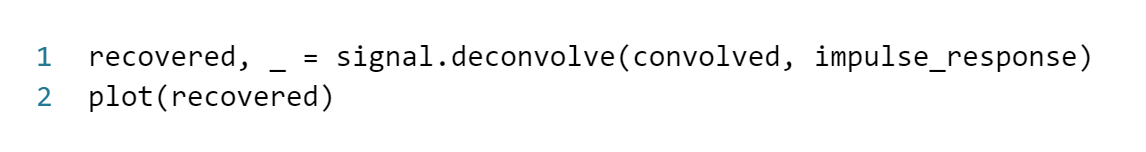 1 recovered, _ = signal.deconvolve(convolved, impulse_response)
2 plot(recovered)